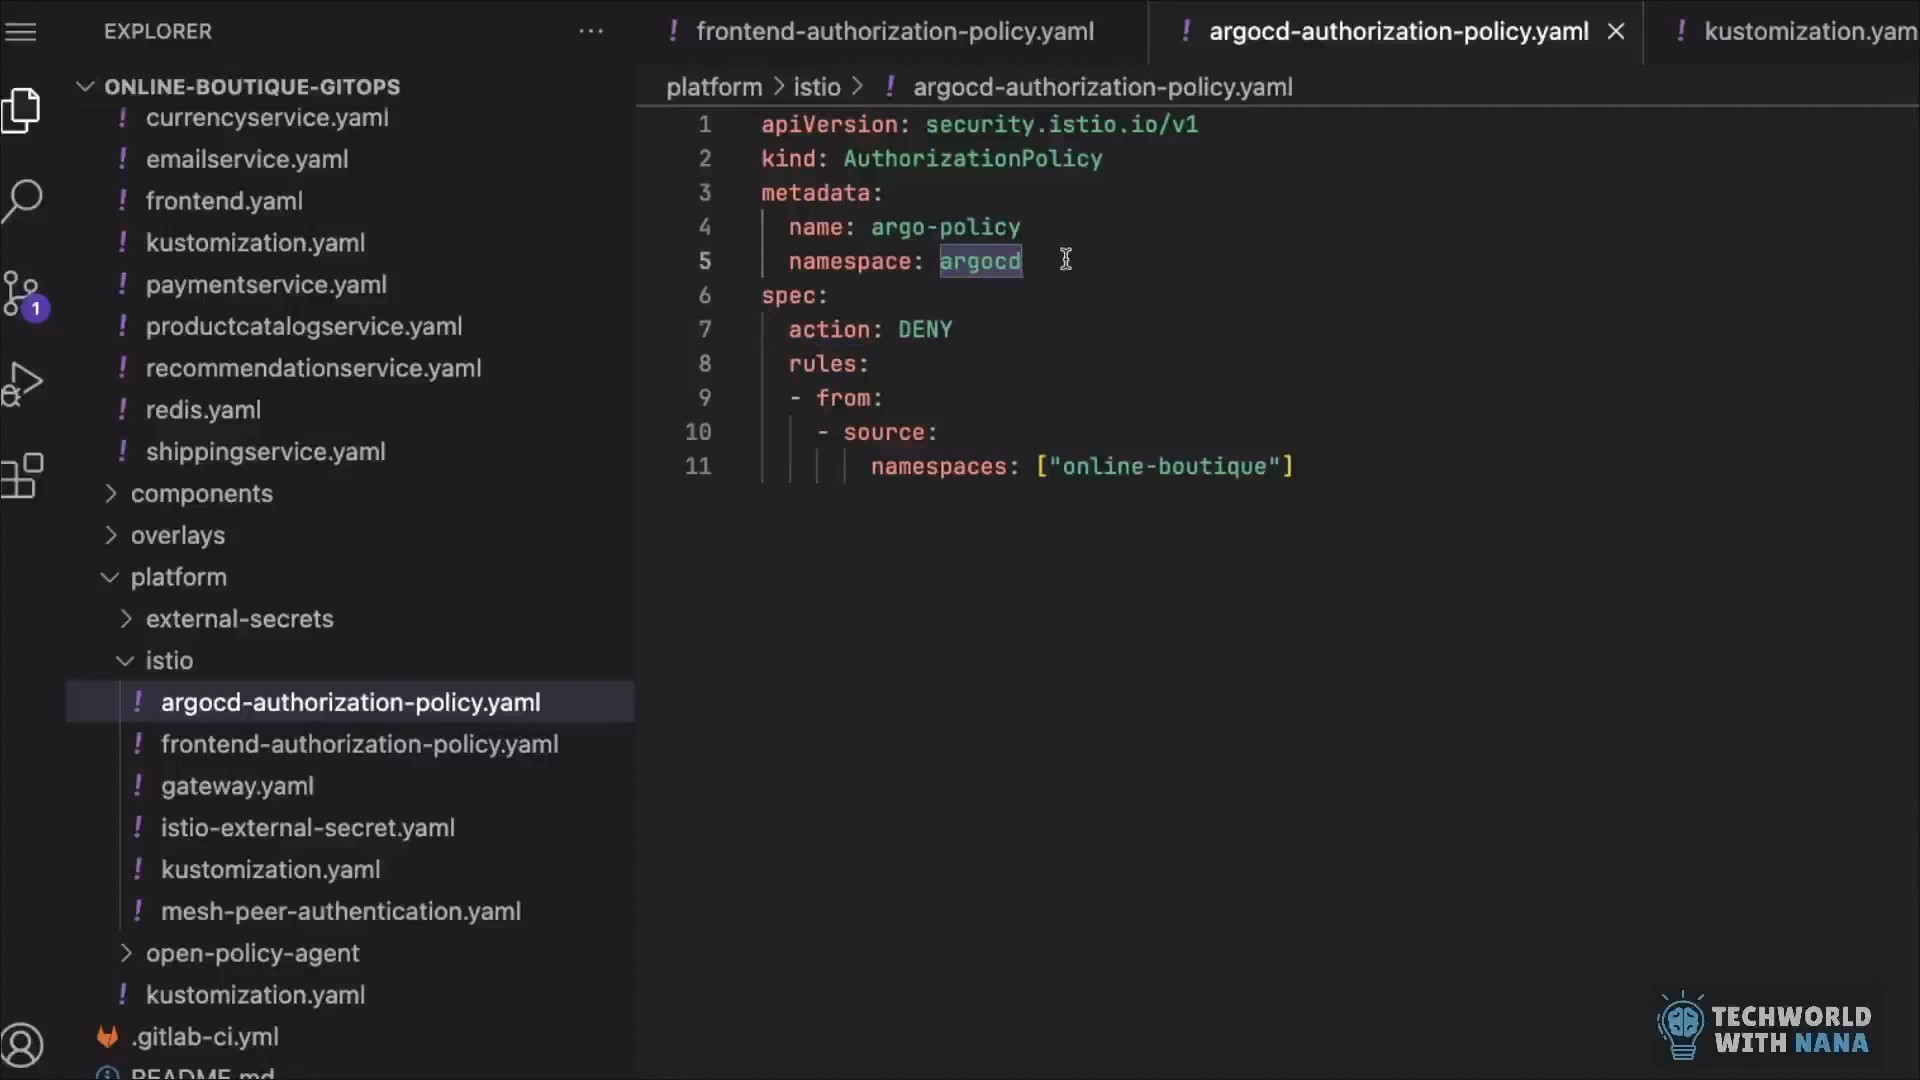 EXPLORER
ONLINE-BOUTIQUE-GITOPS
currencyservice.yaml
emailservice.yaml
frontend.yaml
kustomization.yaml
paymentservice.yaml
productcatalogservice.yaml
recommendationservice.yaml
redis.yaml
shippingservice.yaml
components
overlays
platform
external-secrets
istio
argocd-authorization-policy.yaml
frontend-authorization-policy.yaml
gateway.yaml
istio-external-secret.yaml
kustomization.yaml
mesh-peer-authentication.yaml
open-policy-agent
kustomization.yaml
.gitlab-ci.yml
README.md
1
! frontend-authorization-policy.yaml
! argocd-authorization-policy.yaml
! kustomization.yam
platform > istio > ! argocd-authorization-policy.yaml
1 apiVersion: security.istio.io/v1
2 kind: AuthorizationPolicy
3 metadata:
4 name: argo-policy
5 namespace: argocd
6 spec:
7 action: DENY
8 rules:
9 - from:
10 - source:
11 namespaces: ["online-boutique"]
TECHWORLD
WITH NANA